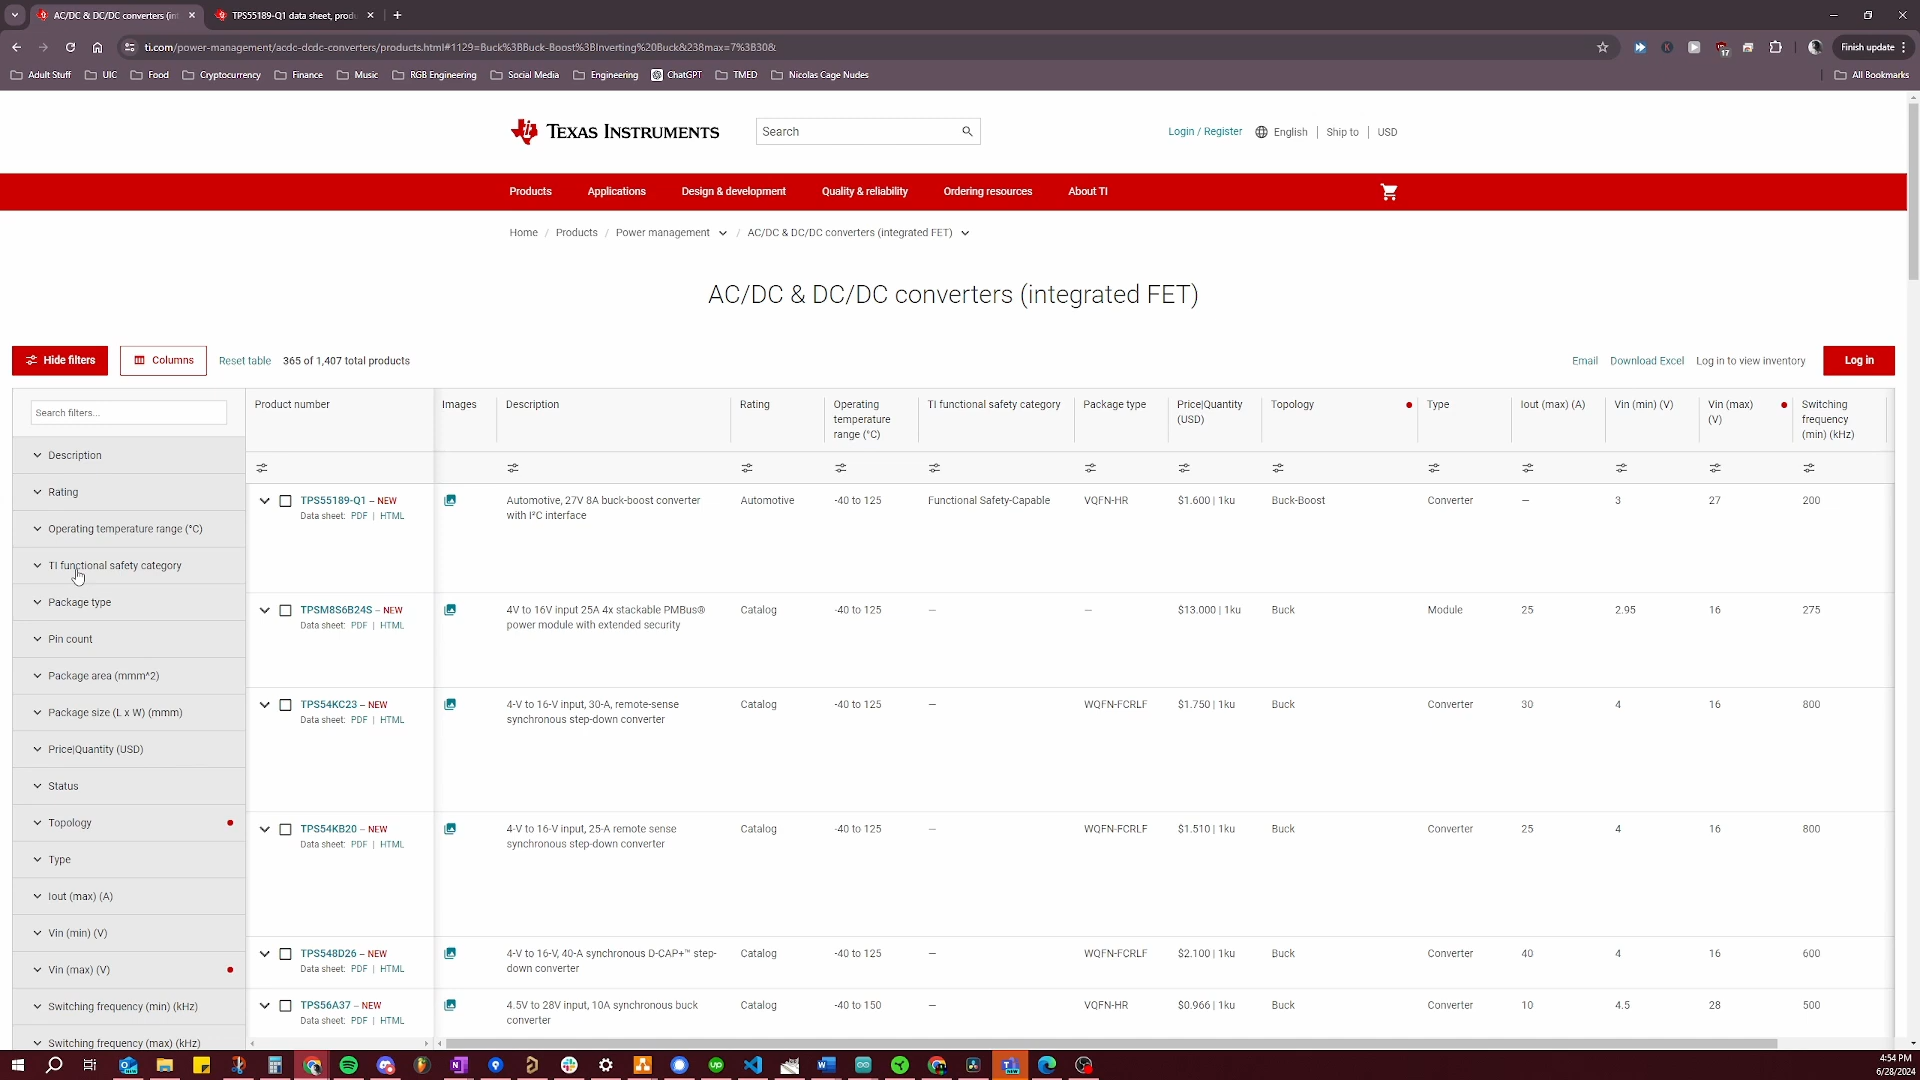 AC/DC & DC/DC converters (int
TPS55189-Q1 data sheet, produ
ti.com/power-management/acdc-dcdc-converters/products.html#1129=Buck%3BBuck-Boost%3BInverting%20Buck&238max=7%3B30&
Finish update
Adult Stuff
UIC
Food
Cryptocurrency
Finance
Music
RGB Engineering
Social Media
Engineering
ChatGPT
TMED
Nicolas Cage Nudes
All Bookmarks
TEXAS INSTRUMENTS
Search
Login / Register
English
Ship to
USD
Products
Applications
Design & development
Quality & reliability
Ordering resources
About TI
Home / Products / Power management / AC/DC & DC/DC converters (integrated FET)
AC/DC & DC/DC converters (integrated FET)
Hide filters
Columns
Reset table
365 of 1,407 total products
Email
Download Excel
Log in to view inventory
Log in
Search filters...
Description
Rating
Operating temperature range (°C)
TI functional safety category
Package type
Pin count
Package area (mmm^2)
Package size (L x W) (mmm)
Price|Quantity (USD)
Status
Topology
Type
Iout (max) (A)
Vin (min) (V)
Vin (max) (V)
Switching frequency (min) (kHz)
Switching frequency (max) (kHz)
Product number
Images
Description
Rating
Operating
temperature
range (°C)
TI functional safety category
Package type
Price|Quantity
(USD)
Topology
Type
Iout (max) (A)
Vin (min) (V)
Vin (max)
(V)
Switching
frequency
(min) (kHz)
TPS55189-Q1 – NEW
Data sheet: PDF | HTML
Automotive, 27V 8A buck-boost converter
with I²C interface
Automotive
-40 to 125
Functional Safety-Capable
VQFN-HR
$1.600 | 1ku
Buck-Boost
Converter
—
3
27
200
TPSM8S6B24S – NEW
Data sheet: PDF | HTML
4V to 16V input 25A 4x stackable PMBus®
power module with extended security
Catalog
-40 to 125
—
—
$13.000 | 1ku
Buck
Module
25
2.95
16
275
TPS54KC23 – NEW
Data sheet: PDF | HTML
4-V to 16-V input, 30-A, remote-sense
synchronous step-down converter
Catalog
-40 to 125
—
WQFN-FCRLF
$1.750 | 1ku
Buck
Converter
30
4
16
800
TPS54KB20 – NEW
Data sheet: PDF | HTML
4-V to 16-V input, 25-A remote sense
synchronous step-down converter
Catalog
-40 to 125
—
WQFN-FCRLF
$1.510 | 1ku
Buck
Converter
25
4
16
800
TPS548D26 – NEW
Data sheet: PDF | HTML
4-V to 16-V, 40-A synchronous D-CAP+™ step-
down converter
Catalog
-40 to 125
—
WQFN-FCRLF
$2.100 | 1ku
Buck
Converter
40
4
16
600
TPS56A37 – NEW
Data sheet: PDF | HTML
4.5V to 28V input, 10A synchronous buck
converter
Catalog
-40 to 150
—
VQFN-HR
$0.966 | 1ku
Buck
Converter
10
4.5
28
500
4:54 PM
6/28/2024